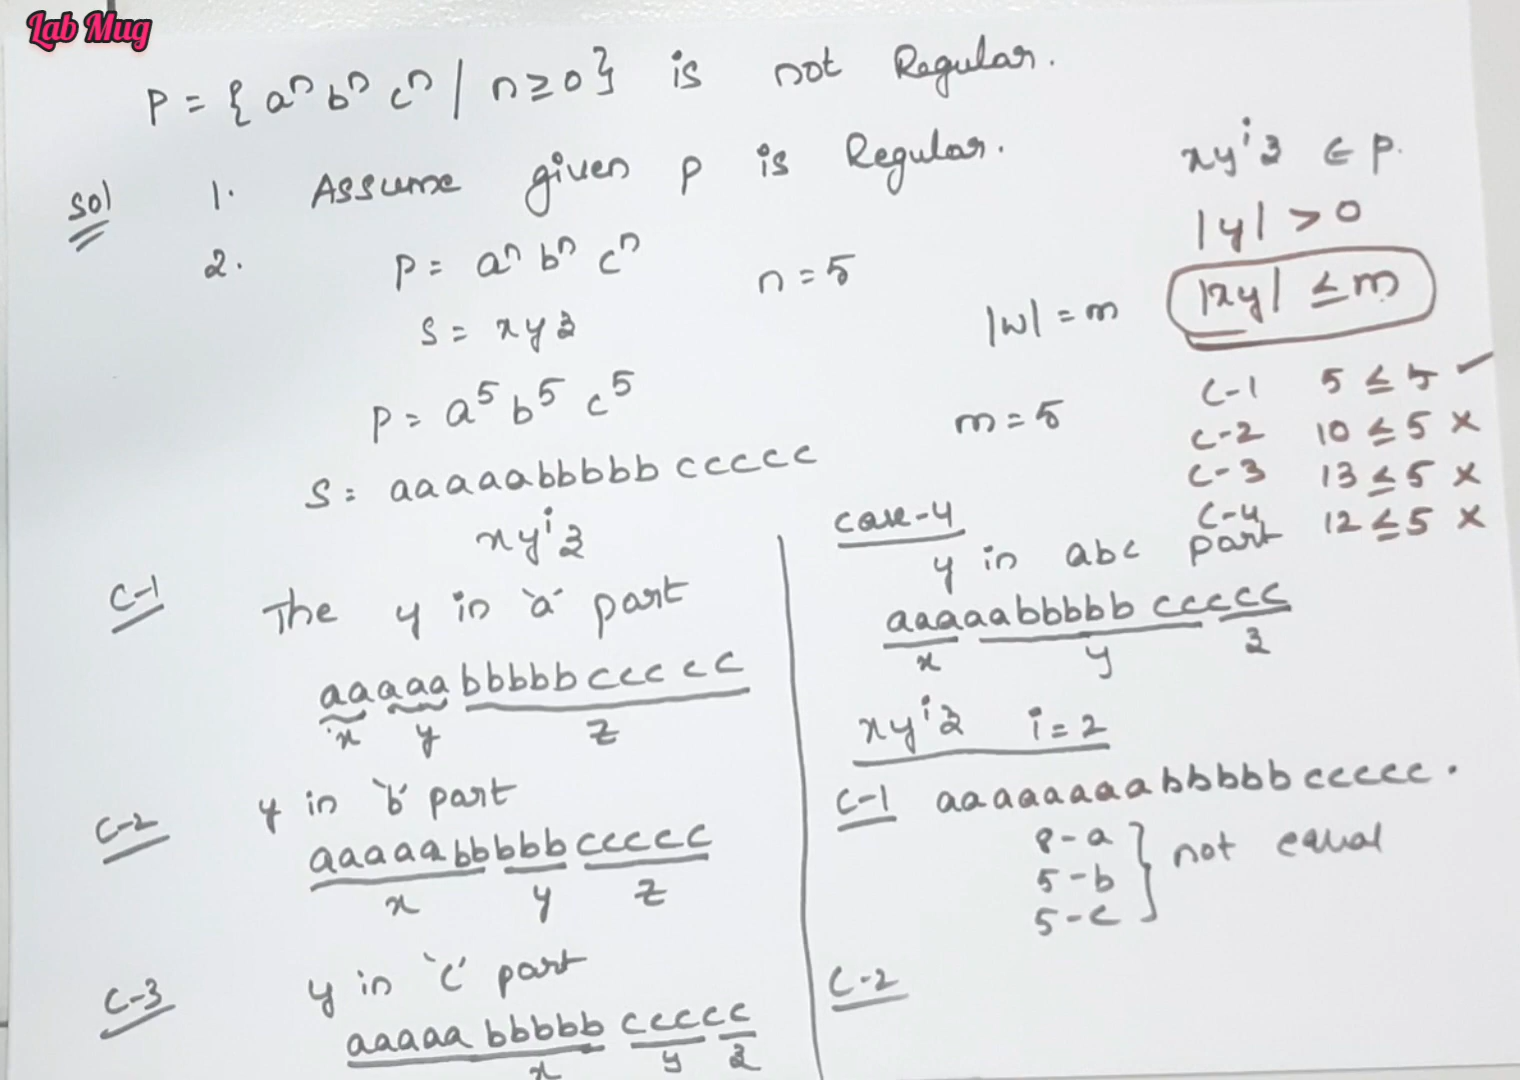 Lab Mug
P = { aⁿ bⁿ cⁿ / n ≥ 0 } is not Regular.
Sol 1. Assume given P is Regular.
2. P = aⁿ bⁿ cⁿ n = 5
S = xyz
P = a⁵ b⁵ c⁵
S = aaaaabbbbbccccc
xyⁱz
C-1 The y in 'a' part
aaaaabbbbbccccc
x y z
C-2 y in 'b' part
aaaaabbbbbccccc
x y z
C-3 y in 'c' part
aaaaabbbbbccccc
x y z
xyⁱz ∈ P.
|y| > 0
|w| = m |xy| ≤ m
m = 5
C-1 5 ≤ 5 ✓
C-2 10 ≤ 5 ×
C-3 13 ≤ 5 ×
C-4 12 ≤ 5 ×
case-4
y in abc part
aaaaabbbbbccccc
x y z
xyⁱz i = 2
C-1 aaaaaaaabbbbbccccc.
8-a
5-b } not equal
5-c
C-2